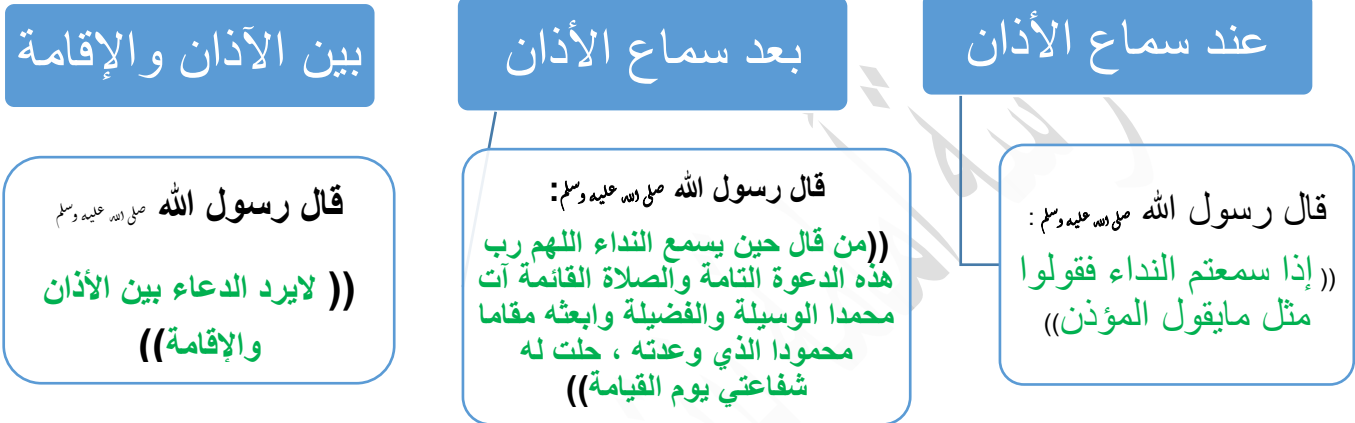 عند سماع الأذان
قال رسول الله صلى الله عليه وسلم :
((إذا سمعتم النداء فقولوا
مثل مايقول المؤذن))
بعد سماع الأذان
قال رسول الله صلى الله عليه وسلم:
((من قال حين يسمع النداء اللهم رب
هذه الدعوة التامة والصلاة القائمة آت
محمدا الوسيلة والفضيلة وابعثه مقاما
محمودا الذي وعدته ، حلت له
شفاعتي يوم القيامة))
بين الآذان والإقامة
قال رسول الله صلى الله عليه وسلم
(( لايرد الدعاء بين الأذان
والإقامة))